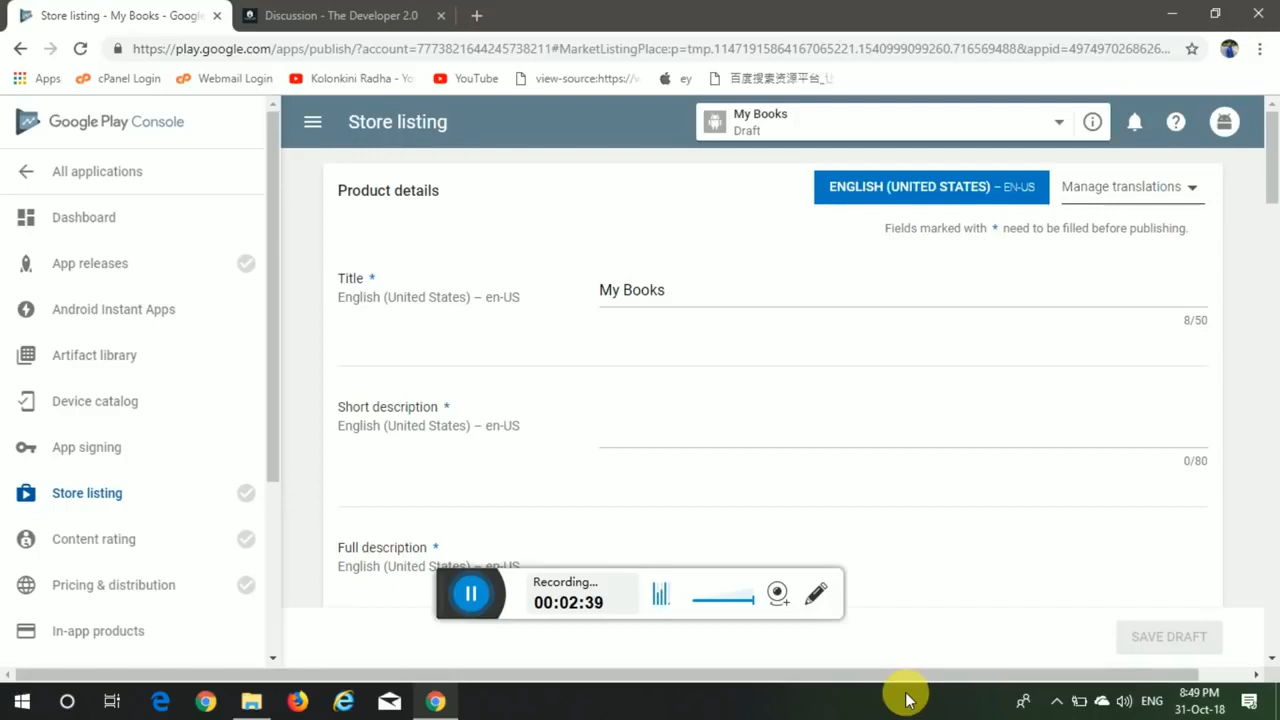 Store listing - My Books - Googl
Discussion - The Developer 2.0
https://play.google.com/apps/publish/?account=7773821644245738211#MarketListingPlace:p=tmp.11471915864167065221.1540999099260.716569488&appid=4974970268626...
Apps
cPanel Login
Webmail Login
Kolonkini Radha - Yo
YouTube
view-source:https://w
ey
百度搜索资源平台_让
Google Play Console
Store listing
My Books
Draft
All applications
Dashboard
App releases
Android Instant Apps
Artifact library
Device catalog
App signing
Store listing
Content rating
Pricing & distribution
In-app products
Product details
ENGLISH (UNITED STATES) – EN-US
Manage translations
Fields marked with * need to be filled before publishing.
Title *
English (United States) – en-US
My Books
8/50
Short description *
English (United States) – en-US
0/80
Full description *
English (United States) – en-US
Recording...
00:02:39
SAVE DRAFT
ENG
8:49 PM
31-Oct-18